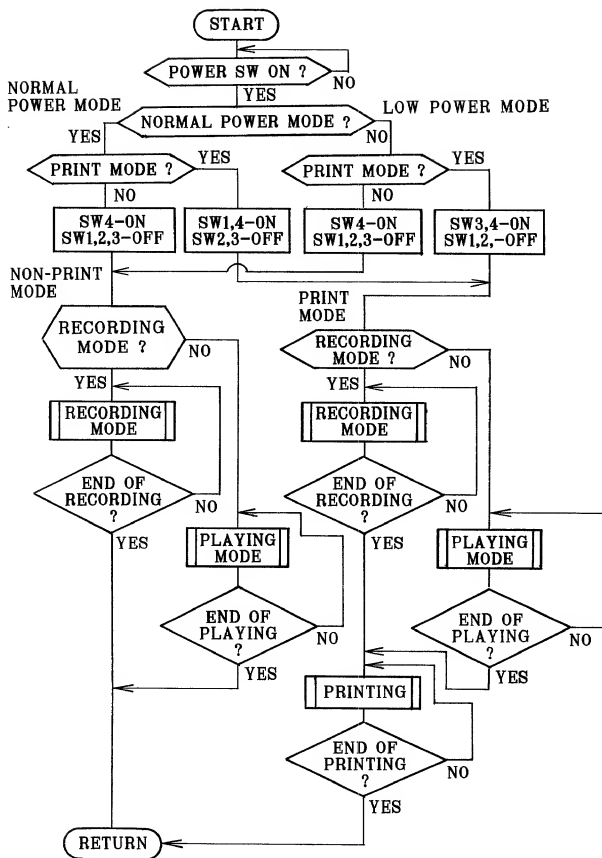 START
POWER SW ON ?
NO
YES
NORMAL
POWER MODE
LOW POWER MODE
NORMAL POWER MODE ?
YES
NO
PRINT MODE ?
YES
NO
PRINT MODE ?
YES
NO
SW4-ON
SW1,2,3-OFF
SW1,4-ON
SW2,3-OFF
SW4-ON
SW1,2,3-OFF
SW3,4-ON
SW1,2,-OFF
NON-PRINT
MODE
PRINT
MODE
RECORDING
MODE ?
NO
YES
RECORDING
MODE ?
NO
YES
RECORDING
MODE
RECORDING
MODE
END OF
RECORDING
?
NO
YES
END OF
RECORDING
?
NO
YES
PLAYING
MODE
PLAYING
MODE
END OF
PLAYING
?
NO
YES
END OF
PLAYING
?
NO
YES
PRINTING
END OF
PRINTING
?
NO
YES
RETURN